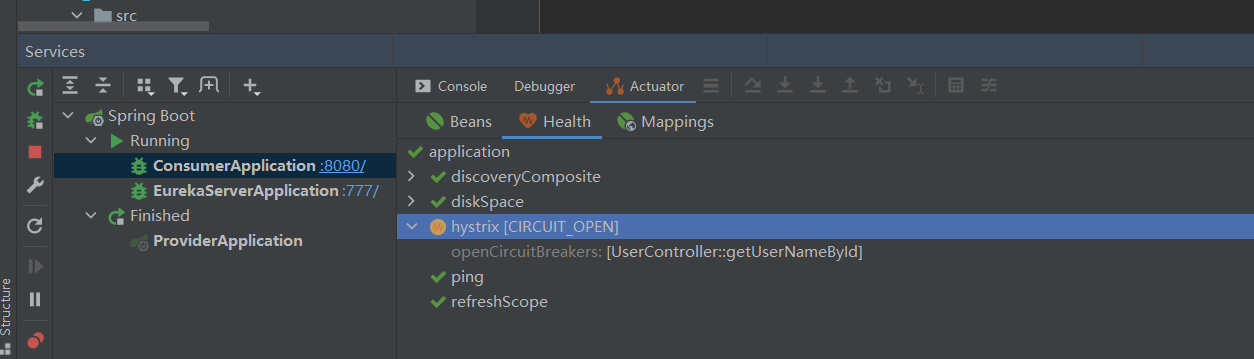 src
Services
Console Debugger Actuator
Spring Boot
Beans Health Mappings
Running
application
ConsumerApplication :8080/
discoveryComposite
EurekaServerApplication :777/
diskSpace
Finished
hystrix [CIRCUIT_OPEN]
ProviderApplication
openCircuitBreakers: [UserController::getUserNameById]
ping
refreshScope
Structure